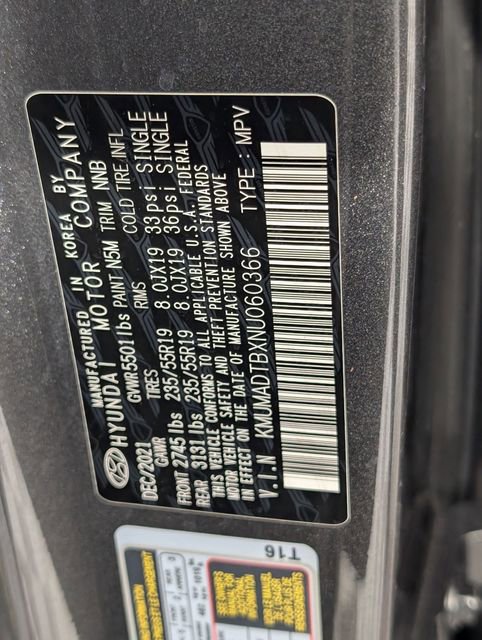 MANUFACTURED IN KOREA BY
HYUNDAI MOTOR COMPANY
DEC/2021 GVWR5501lbs PAINT N5M TRIM NNB
GAWR TIRES RIMS COLD TIRE INFL
FRONT 2745 lbs 235/55R19 8.0JX19 33psi SINGLE
REAR 3131 lbs 235/55R19 8.0JX19 36psi SINGLE
THIS VEHICLE CONFORMS TO ALL APPLICABLE U.S.A. FEDERAL
MOTOR VEHICLE SAFETY AND THEFT PREVENTION STANDARDS
IN EFFECT ON THE DATE OF MANUFACTURE SHOWN ABOVE
V.I.N KMUMADTBXNU060366 TYPE : MPV
T16